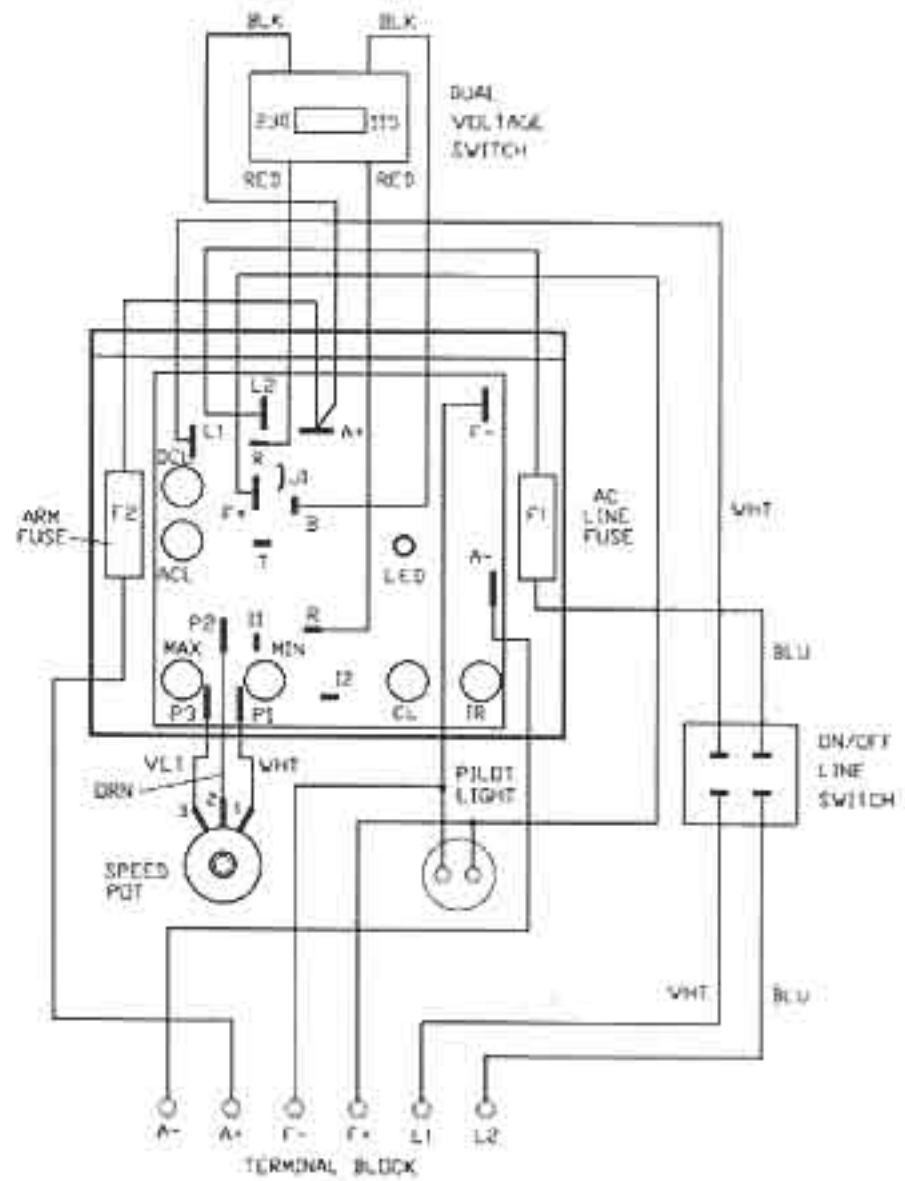 BLK
BLK
DUAL
VOLTAGE
SWITCH
RED
RED
L2
L1
A+
F-
DCL
X
J1
F+
B
ARM
FUSE
F2
F1
AC
LINE
FUSE
WHT
ACL
T
LED
A-
P2
I1
R
MAX
MIN
I2
BLU
P3
P1
CL
IR
VLT
WHT
ORN
PILOT
LIGHT
ON/OFF
LINE
SWITCH
3
2
1
SPEED
POT
WHT
BLU
A-
A+
F-
F+
L1
L2
TERMINAL BLOCK